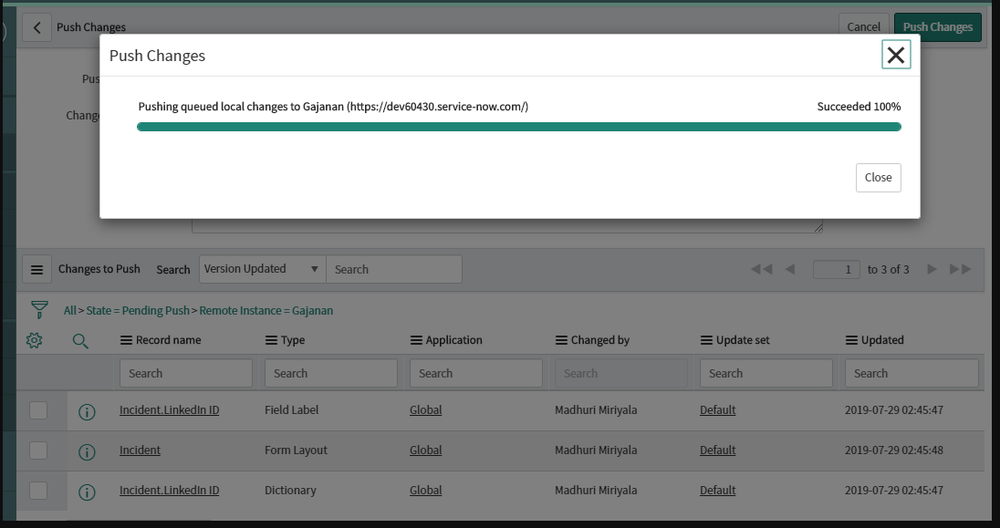 Push Changes
Cancel
Push Changes
Push Changes
Pus
Pushing queued local changes to Gajanan (https://dev60430.service-now.com/)
Succeeded 100%
Change
Close
Changes to Push
Search
Version Updated
Search
1
to 3 of 3
All > State = Pending Push > Remote Instance = Gajanan
Record name
Type
Application
Changed by
Update set
Updated
Search
Search
Search
Search
Search
Search
Incident.LinkedIn ID
Field Label
Global
Madhuri Miriyala
Default
2019-07-29 02:45:47
Incident
Form Layout
Global
Madhuri Miriyala
Default
2019-07-29 02:45:48
Incident.LinkedIn ID
Dictionary
Global
Madhuri Miriyala
Default
2019-07-29 02:45:47